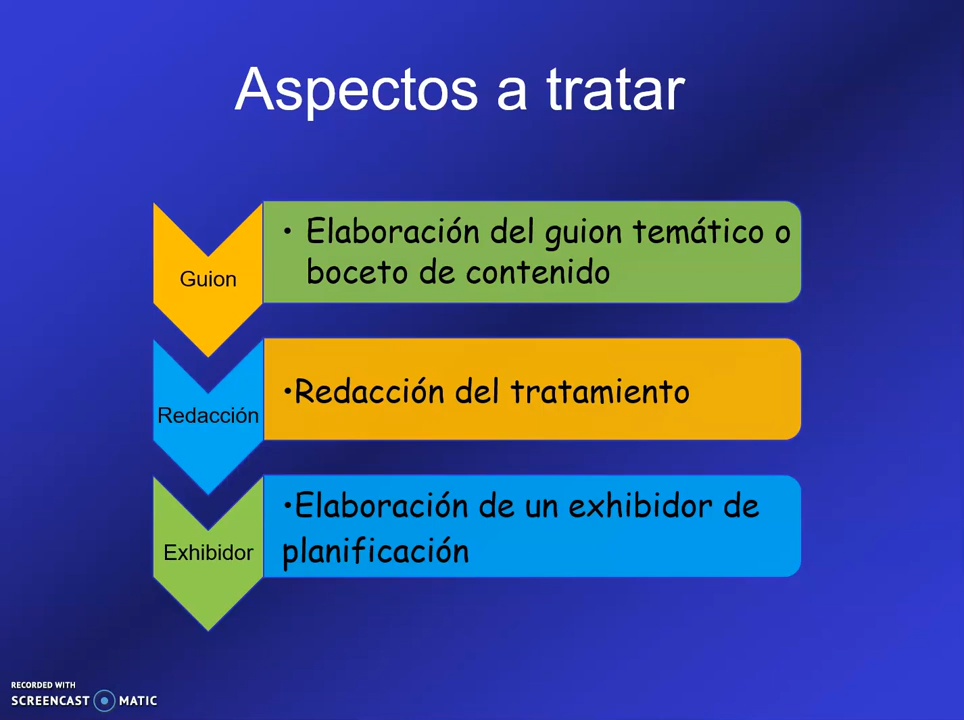 Aspectos a tratar
Guion
• Elaboración del guion temático o
boceto de contenido
Redacción
•Redacción del tratamiento
Exhibidor
•Elaboración de un exhibidor de
planificación
RECORDED WITH
SCREENCAST MATIC